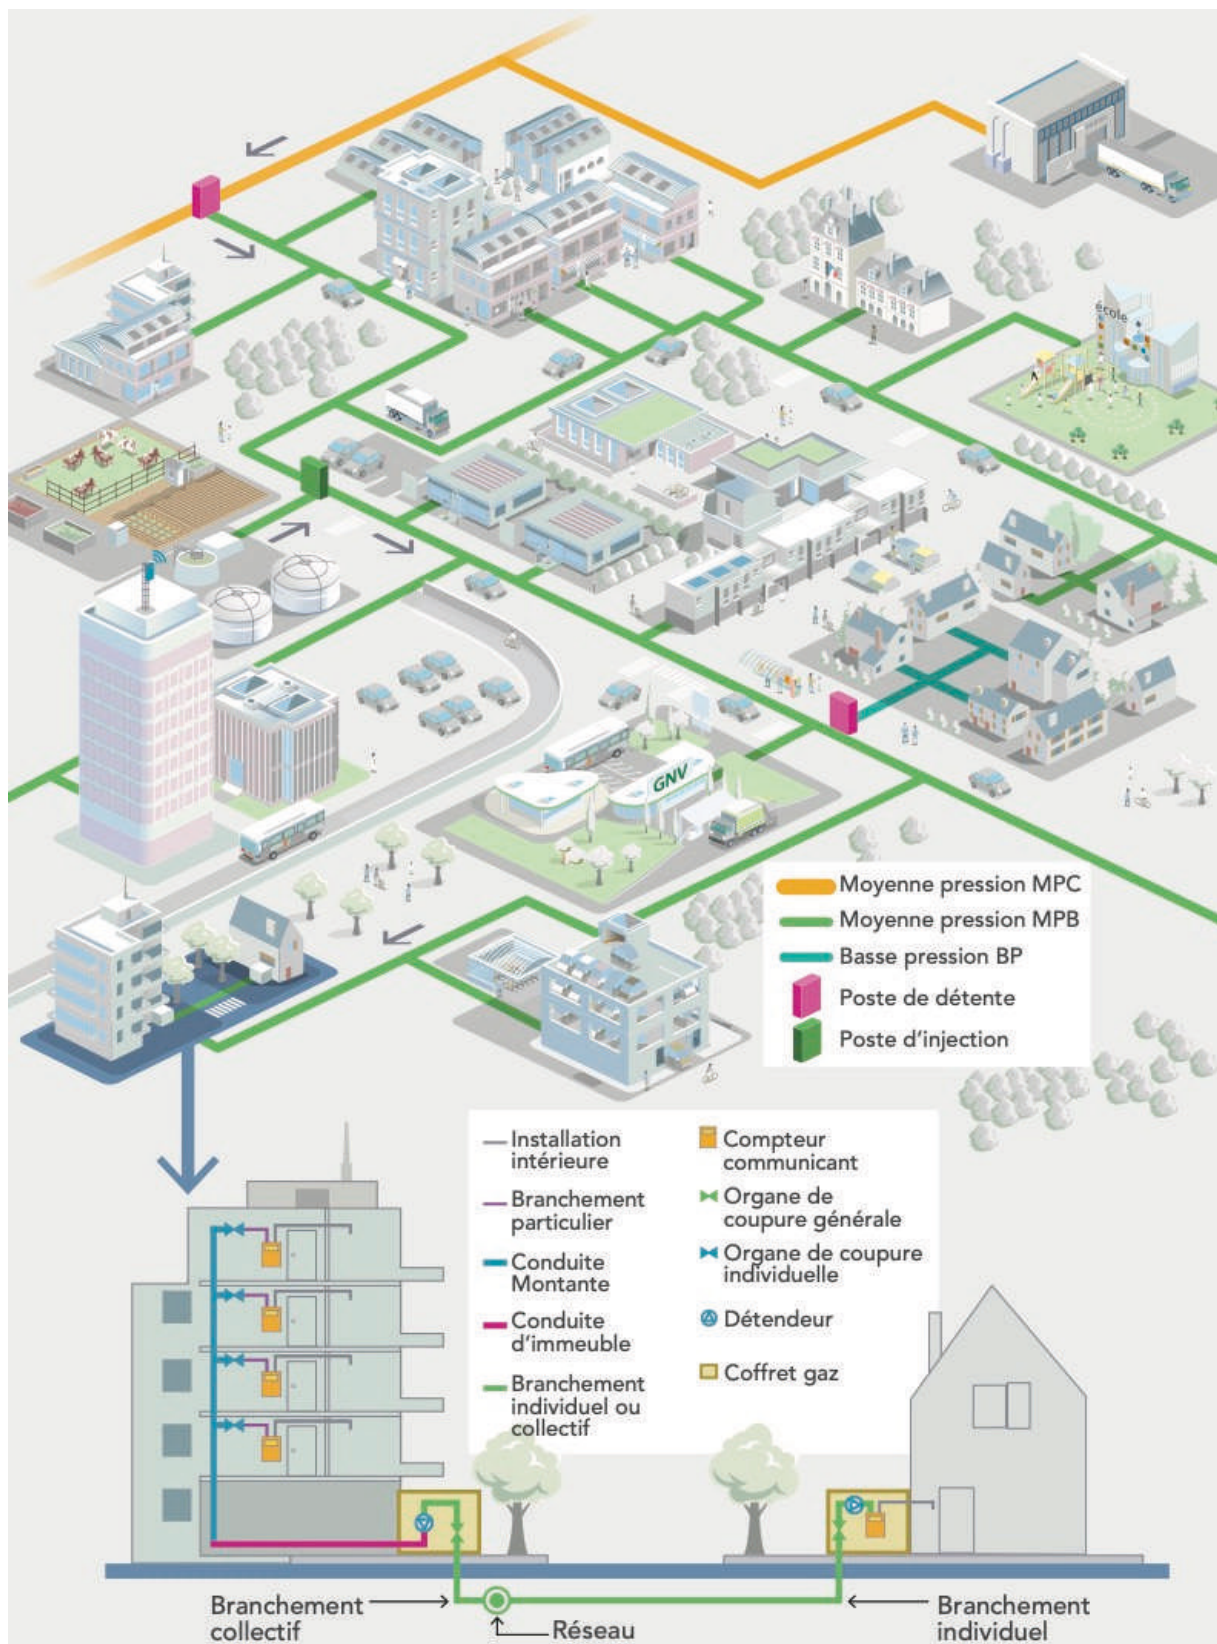 école
GNV
Moyenne pression MPC
Moyenne pression MPB
Basse pression BP
Poste de détente
Poste d'injection
Installation
intérieure
Branchement
particulier
Conduite
Montante
Conduite
d'immeuble
Branchement
individuel ou
collectif
Compteur
communicant
Organe de
coupure générale
Organe de coupure
individuelle
Détendeur
Coffret gaz
Branchement
collectif
Réseau
Branchement
individuel